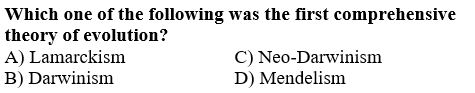 Which one of the following was the first comprehensive
theory of evolution?
A) Lamarckism C) Neo-Darwinism
B) Darwinism D) Mendelism